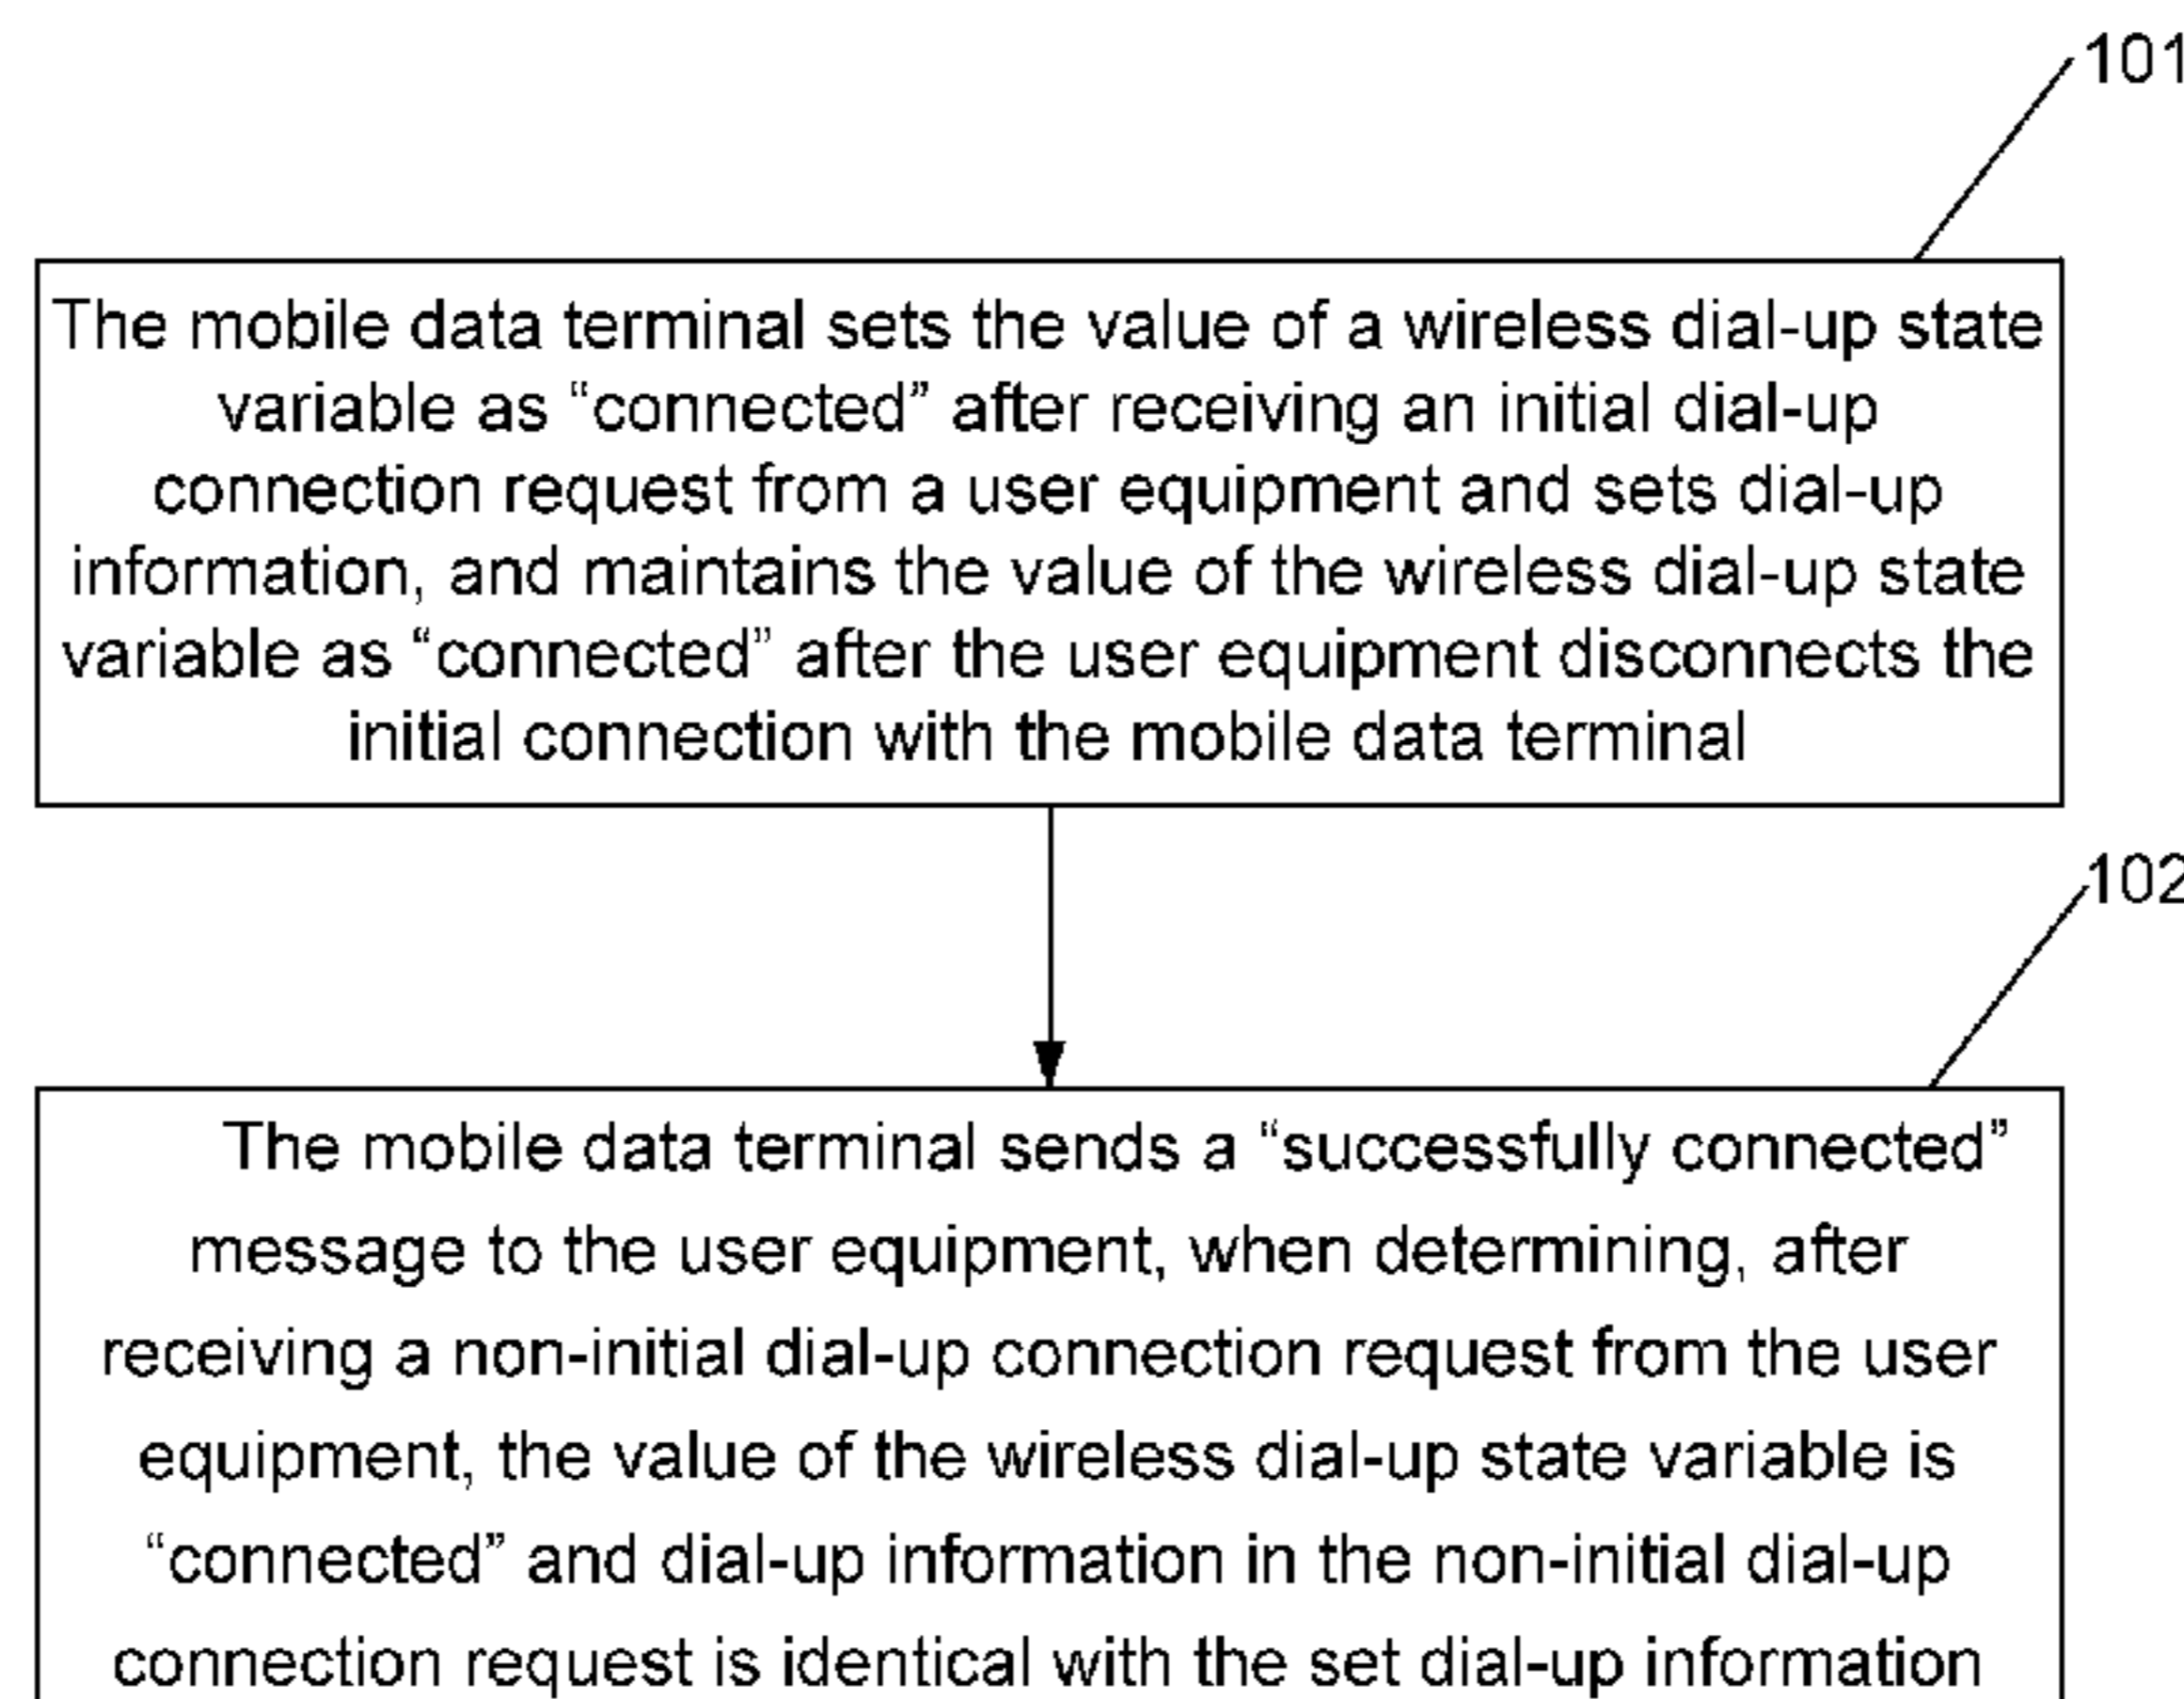 101
The mobile data terminal sets the value of a wireless dial-up state
variable as “connected” after receiving an initial dial-up
connection request from a user equipment and sets dial-up
information, and maintains the value of the wireless dial-up state
variable as “connected” after the user equipment disconnects the
initial connection with the mobile data terminal
102
The mobile data terminal sends a “successfully connected”
message to the user equipment, when determining, after
receiving a non-initial dial-up connection request from the user
equipment, the value of the wireless dial-up state variable is
“connected” and dial-up information in the non-initial dial-up
connection request is identical with the set dial-up information